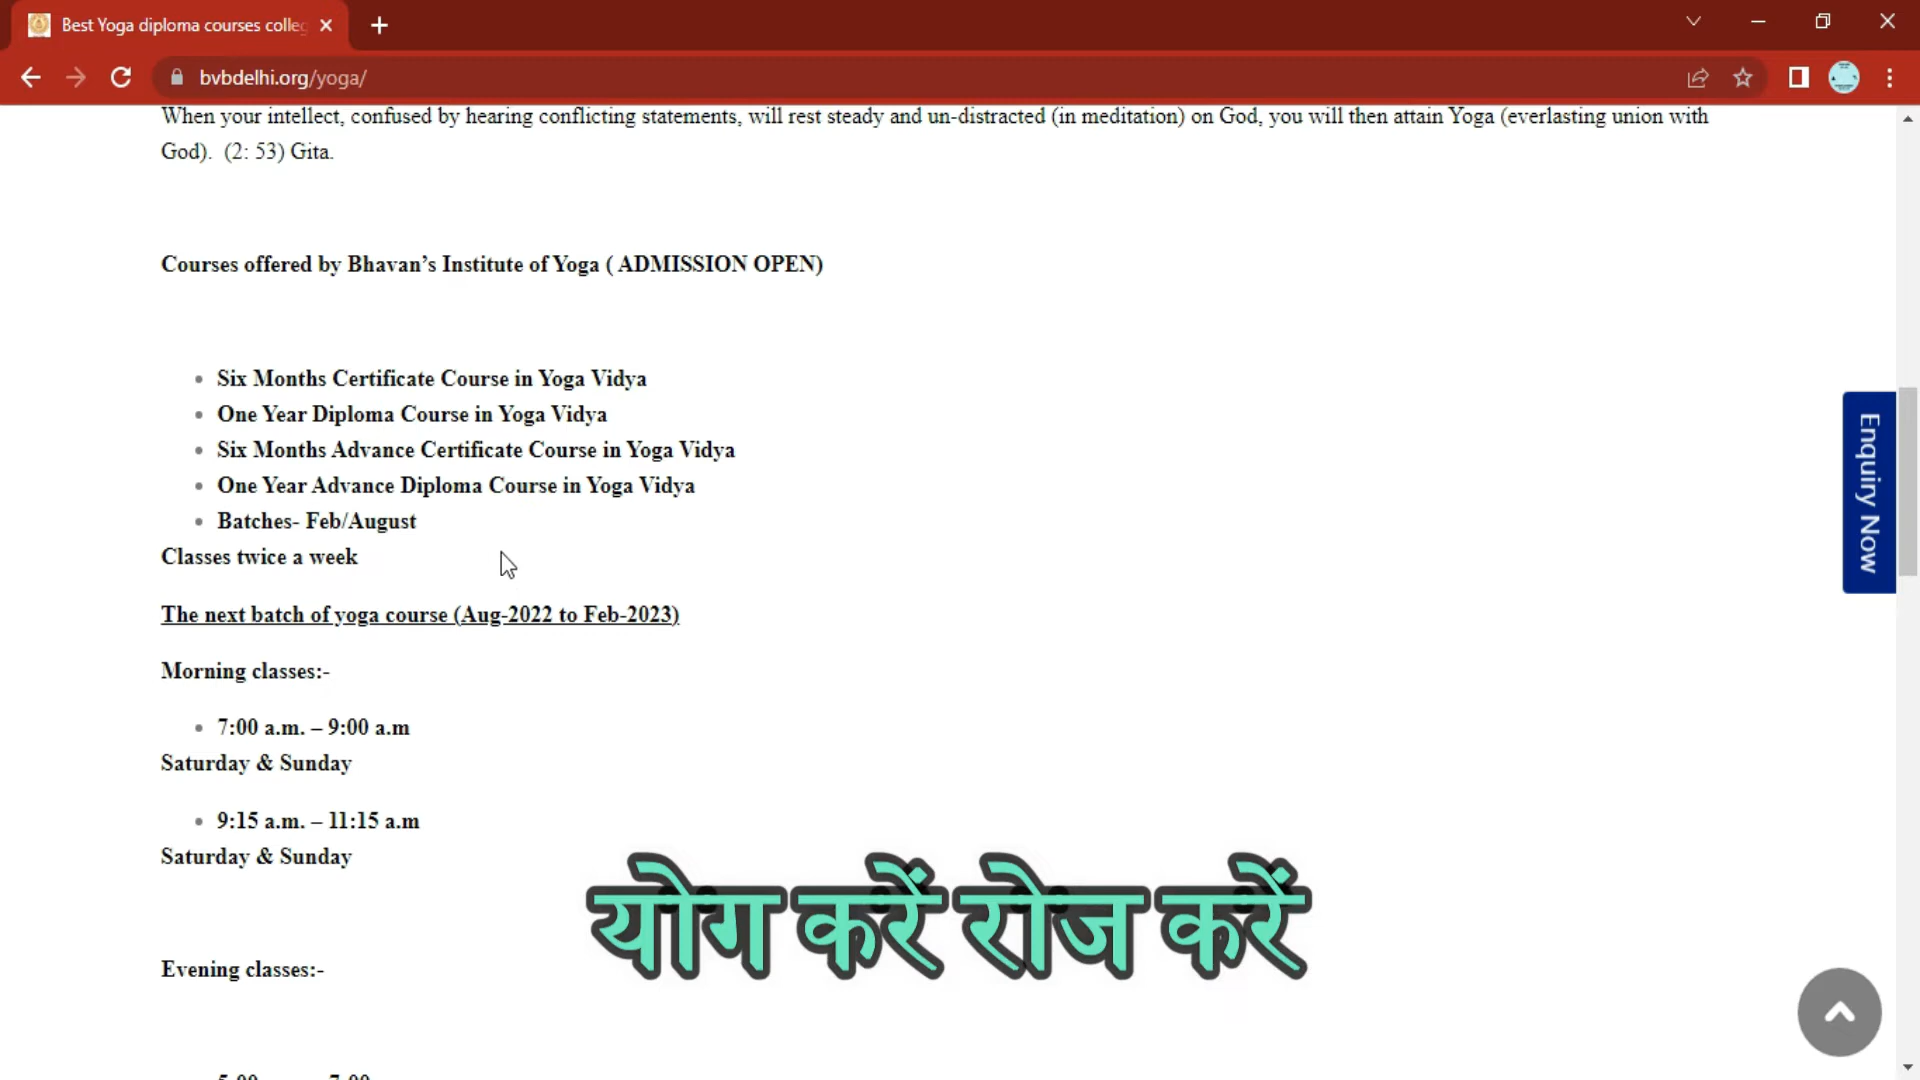 Best Yoga diploma courses colleg
bvbdelhi.org/yoga/
When your intellect, confused by hearing conflicting statements, will rest steady and un-distracted (in meditation) on God, you will then attain Yoga (everlasting union with
God).  (2: 53) Gita.
Courses offered by Bhavan’s Institute of Yoga ( ADMISSION OPEN)
Six Months Certificate Course in Yoga Vidya
One Year Diploma Course in Yoga Vidya
Six Months Advance Certificate Course in Yoga Vidya
One Year Advance Diploma Course in Yoga Vidya
Batches- Feb/August
Classes twice a week
Enquiry Now
The next batch of yoga course (Aug-2022 to Feb-2023)
Morning classes:-
7:00 a.m. – 9:00 a.m
Saturday & Sunday
9:15 a.m. – 11:15 a.m
Saturday & Sunday
योग करें रोज करें
Evening classes:-